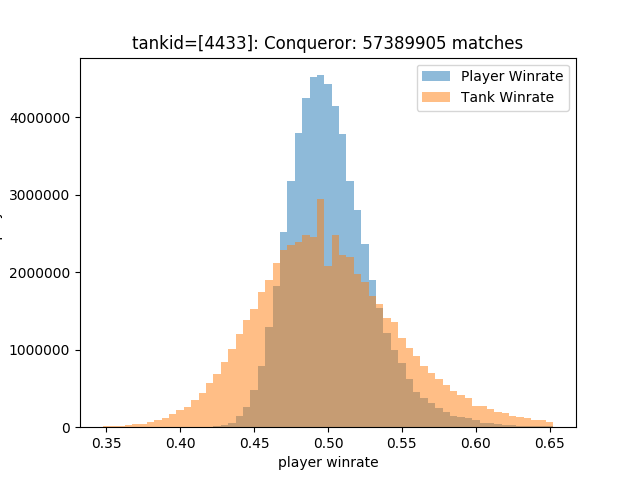 tankid=[4433]: Conqueror: 57389905 matches
Player Winrate
Tank Winrate
4000000
3000000
2000000
1000000
0
0.35 0.40 0.45 0.50 0.55 0.60 0.65
player winrate